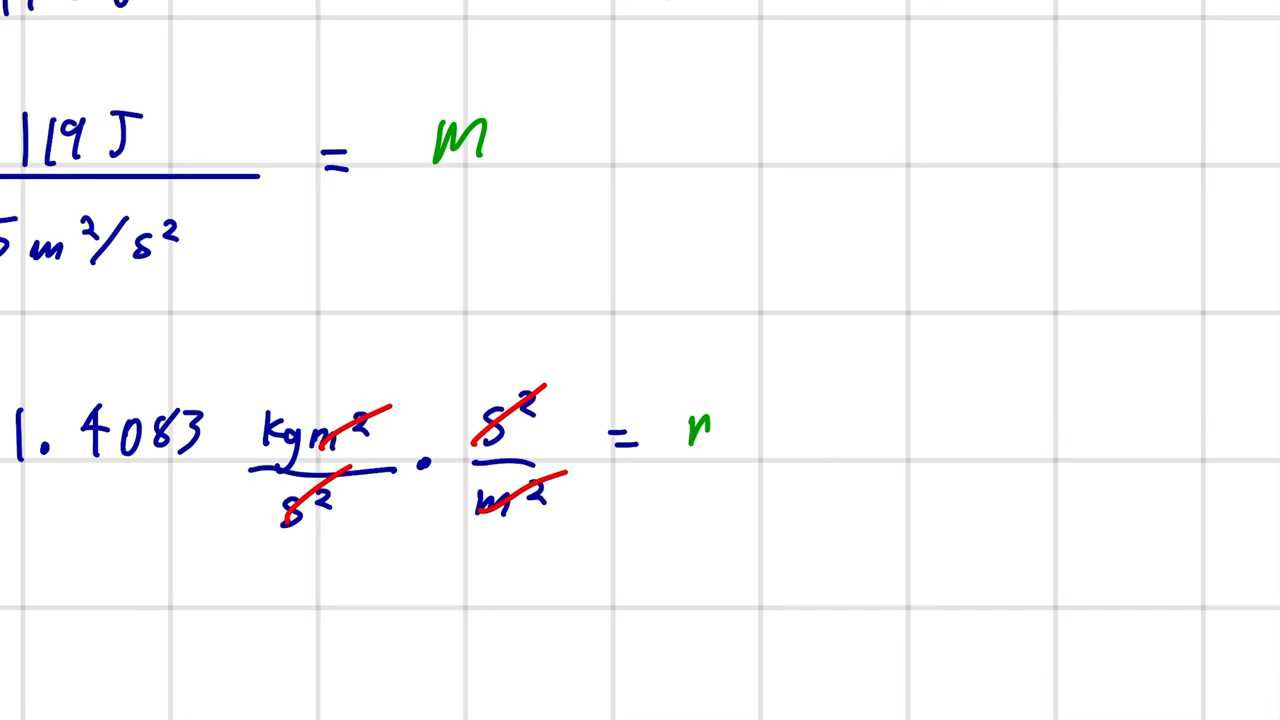 119 J = m
m²/s²
1.4083 kgm²/s² · s²/m² =